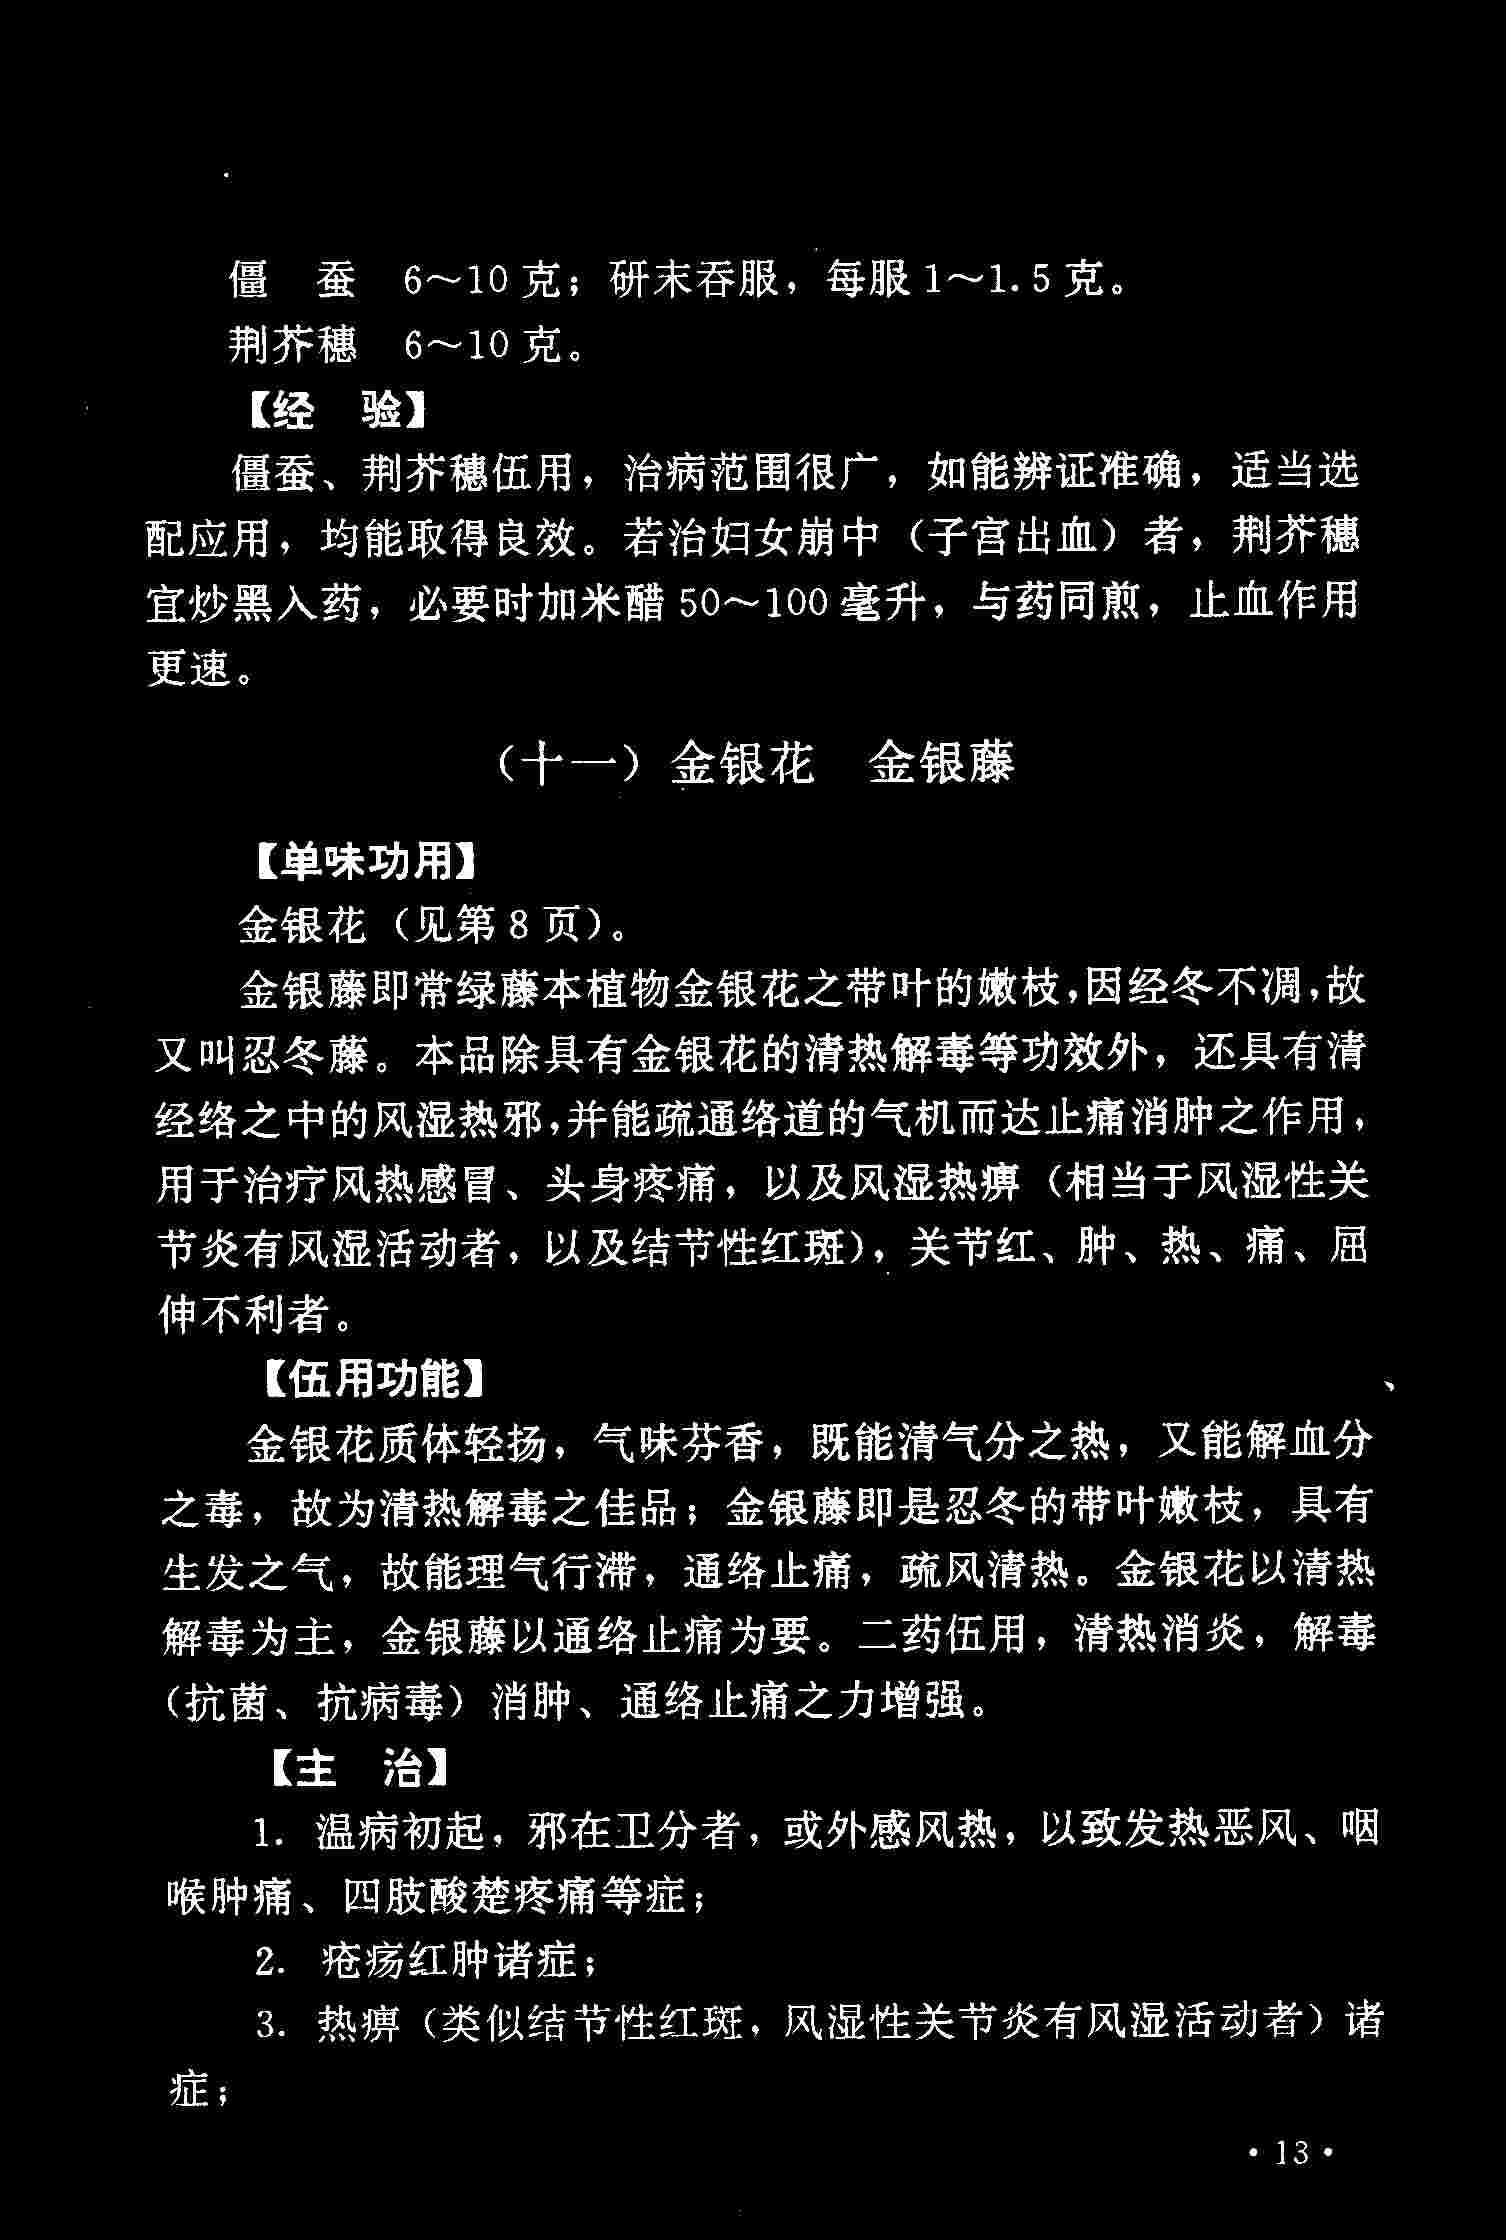 僵　蚕　6～10克；研末吞服，每服1～1.5克。
荆芥穗　6～10克。
【经　验】
僵蚕、荆芥穗伍用，治病范围很广，如能辨证准确，适当选
配应用，均能取得良效。若治妇女崩中（子宫出血）者，荆芥穗
宜炒黑入药，必要时加米醋50～100毫升，与药同煎，止血作用
更速。
（十一）金银花　金银藤
【单味功用】
金银花（见第8页）。
金银藤即常绿藤本植物金银花之带叶的嫩枝，因经冬不凋，故
又叫忍冬藤。本品除具有金银花的清热解毒等功效外，还具有清
经络之中的风湿热邪，并能疏通络道的气机而达止痛消肿之作用，
用于治疗风热感冒、头身疼痛，以及风湿热痹（相当于风湿性关
节炎有风湿活动者，以及结节性红斑），关节红、肿、热、痛、屈
伸不利者。
【伍用功能】
金银花质体轻扬，气味芬香，既能清气分之热，又能解血分
之毒，故为清热解毒之佳品；金银藤即是忍冬的带叶嫩枝，具有
生发之气，故能理气行滞，通络止痛，疏风清热。金银花以清热
解毒为主，金银藤以通络止痛为要。二药伍用，清热消炎，解毒
（抗菌、抗病毒）消肿、通络止痛之力增强。
【主　治】
1. 温病初起，邪在卫分者，或外感风热，以致发热恶风、咽
喉肿痛、四肢酸楚疼痛等症；
2. 疮疡红肿诸症；
3. 热痹（类似结节性红斑，风湿性关节炎有风湿活动者）诸
症；
·13·